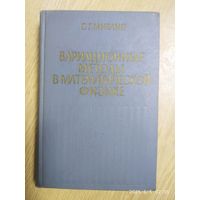 С.Г.МИХЛИН
ВАРИАЦИОННЫЕ
МЕТОДЫ
В МАТЕМАТИЧЕСКОЙ
ФИЗИКЕ